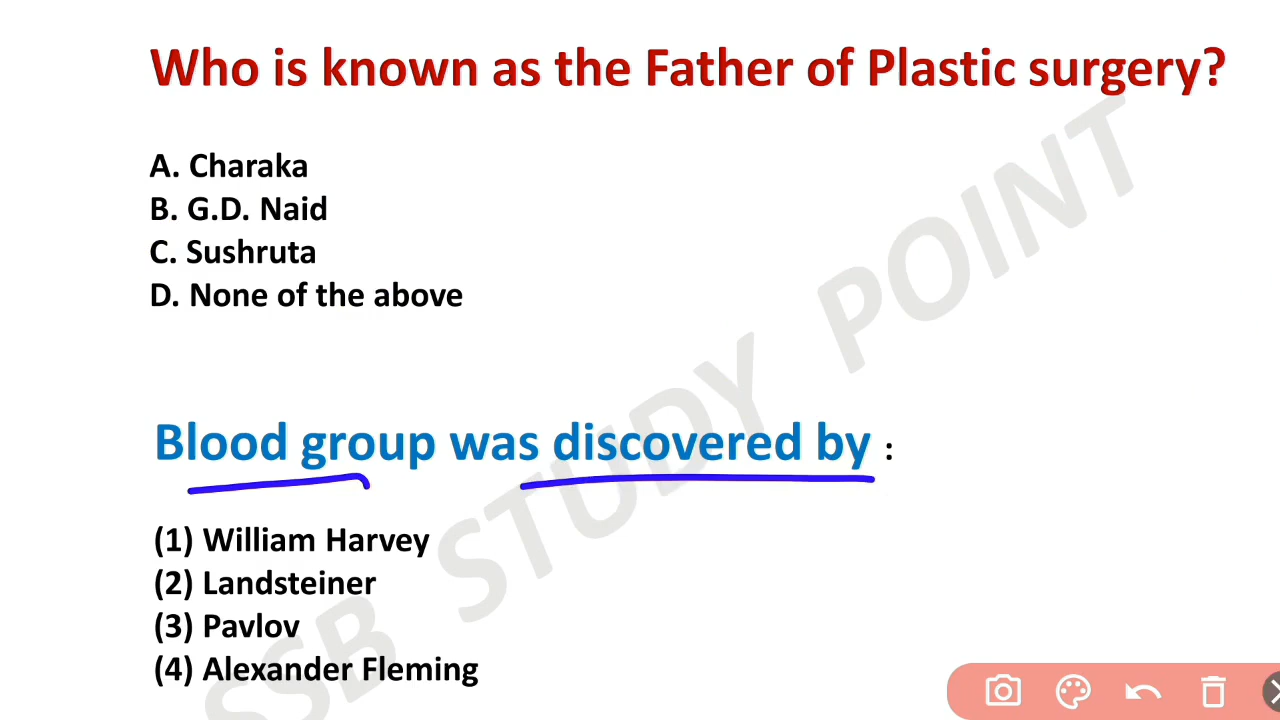 Who is known as the Father of Plastic surgery?
A. Charaka
B. G.D. Naid
C. Sushruta
D. None of the above
Blood group was discovered by :
(1) William Harvey
(2) Landsteiner
(3) Pavlov
(4) Alexander Fleming
SSB STUDY POINT